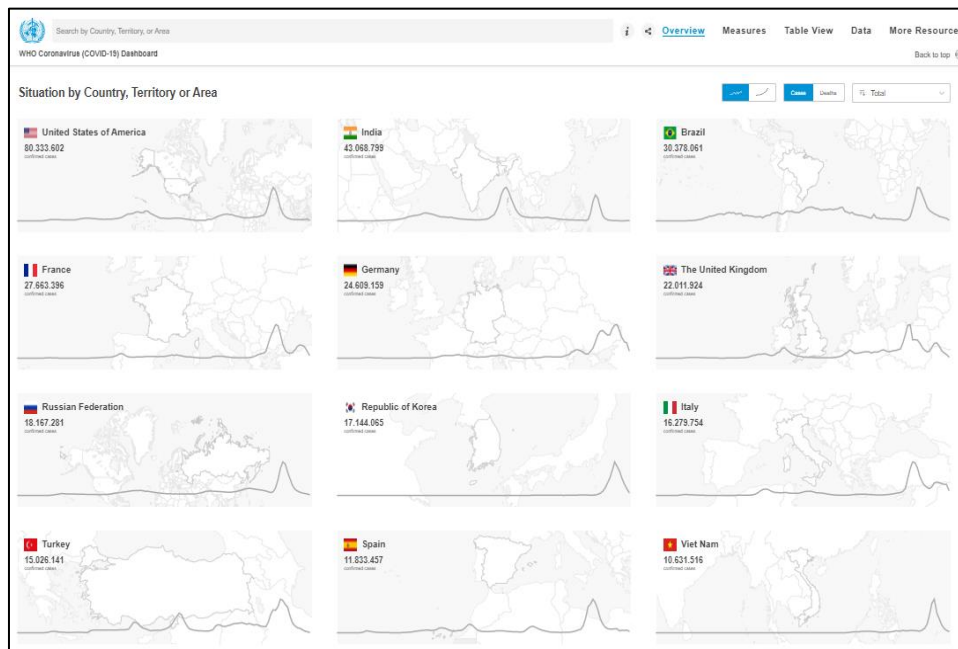 Search by Country, Territory, or Area
i
Overview
Measures
Table View
Data
More Resource
WHO Coronavirus (COVID-19) Dashboard
Back to top
Situation by Country, Territory or Area
Cases
Deaths
Total
United States of America
80.333.602
confirmed cases
India
43.068.799
confirmed cases
Brazil
30.378.061
confirmed cases
France
27.663.396
confirmed cases
Germany
24.609.159
confirmed cases
The United Kingdom
22.011.924
confirmed cases
Russian Federation
18.167.281
confirmed cases
Republic of Korea
17.144.065
confirmed cases
Italy
16.279.754
confirmed cases
Turkey
15.026.141
confirmed cases
Spain
11.833.457
confirmed cases
Viet Nam
10.631.516
confirmed cases